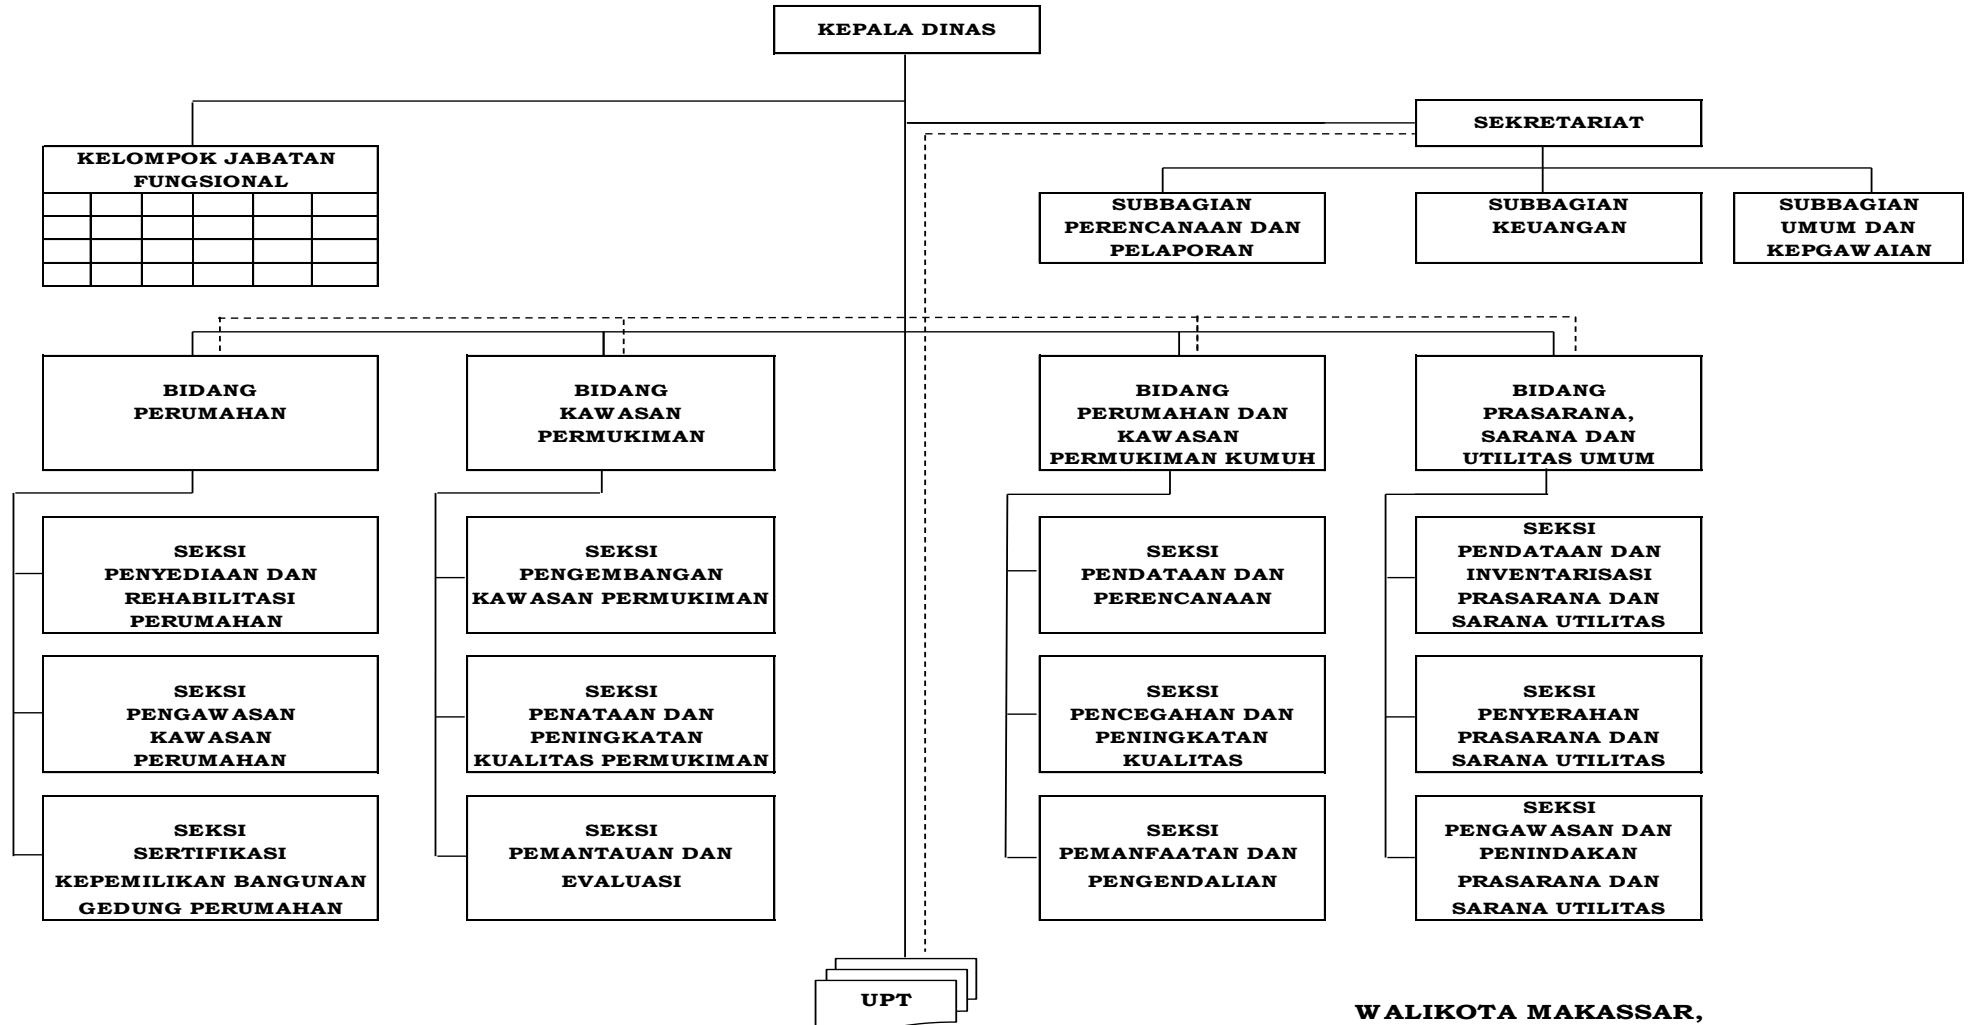 KEPALA DINAS
SEKRETARIAT
KELOMPOK JABATAN
FUNGSIONAL
SUBBAGIAN
PERENCANAAN DAN
PELAPORAN
SUBBAGIAN
KEUANGAN
SUBBAGIAN
UMUM DAN
KEPGAWAIAN
BIDANG
PERUMAHAN
BIDANG
KAWASAN
PERMUKIMAN
BIDANG
PERUMAHAN DAN
KAWASAN
PERMUKIMAN KUMUH
BIDANG
PRASARANA,
SARANA DAN
UTILITAS UMUM
SEKSI
PENYEDIAAN DAN
REHABILITASI
PERUMAHAN
SEKSI
PENGEMBANGAN
KAWASAN PERMUKIMAN
SEKSI
PENDATAAN DAN
PERENCANAAN
SEKSI
PENDATAAN DAN
INVENTARISASI
PRASARANA DAN
SARANA UTILITAS
SEKSI
PENGAWASAN
KAWASAN
PERUMAHAN
SEKSI
PENATAAN DAN
PENINGKATAN
KUALITAS PERMUKIMAN
SEKSI
PENCEGAHAN DAN
PENINGKATAN
KUALITAS
SEKSI
PENYERAHAN
PRASARANA DAN
SARANA UTILITAS
SEKSI
SERTIFIKASI
KEPEMILIKAN BANGUNAN
GEDUNG PERUMAHAN
SEKSI
PEMANTAUAN DAN
EVALUASI
SEKSI
PEMANFAATAN DAN
PENGENDALIAN
SEKSI
PENGAWASAN DAN
PENINDAKAN
PRASARANA DAN
SARANA UTILITAS
UPT
WALIKOTA MAKASSAR,